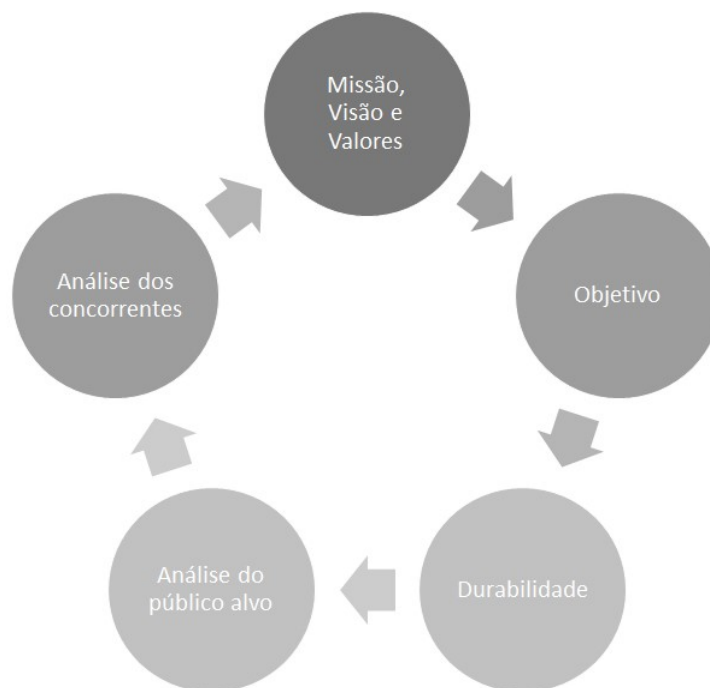 Missão,
Visão e
Valores
Objetivo
Durabilidade
Análise do
público alvo
Análise dos
concorrentes